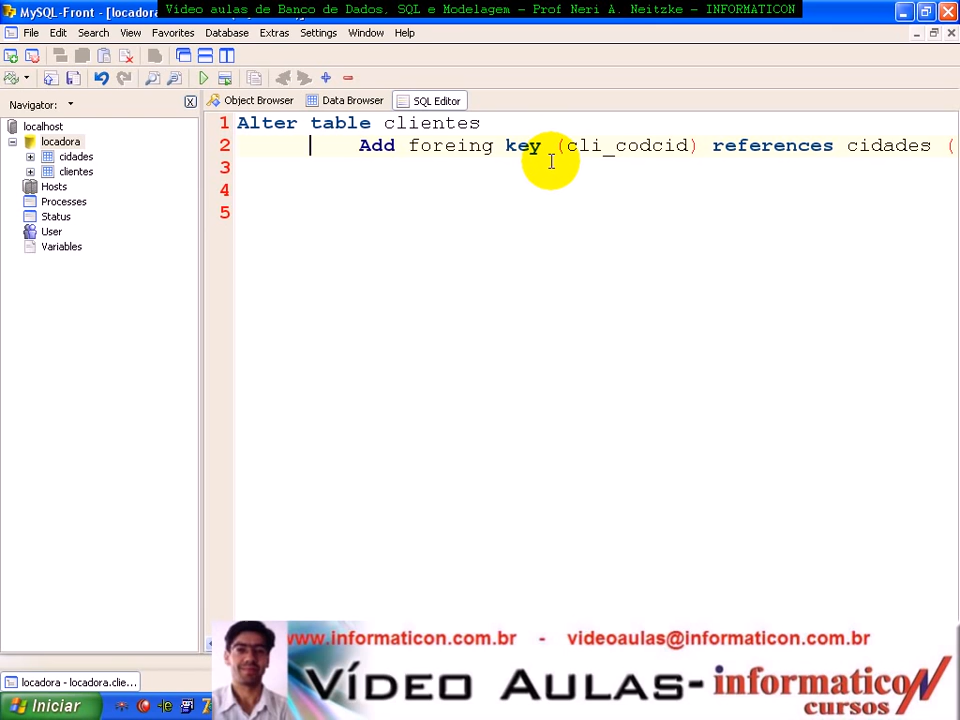 MySQL-Front - [locadora
Video aulas de Banco de Dados, SQL e Modelagem - Prof Neri A. Neitzke - INFORMATICON
File Edit Search View Favorites Database Extras Settings Window Help
Navigator:
Object Browser Data Browser SQL Editor
localhost
locadora
cidades
clientes
Hosts
Processes
Status
User
Variables
1 Alter table clientes
2 Add foreing key (cli_codcid) references cidades (
3
4
5
www.informaticon.com.br - videoaulas@informaticon.com.br
Vídeo Aulas- informaticon
cursos
locadora - locadora.clie...
Iniciar